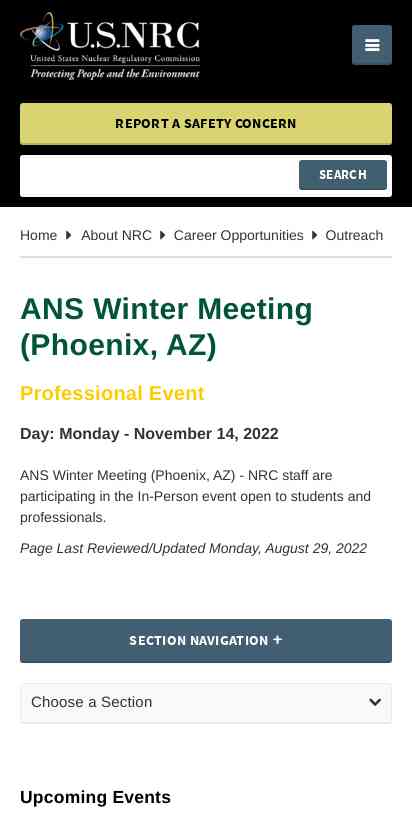 U.S.NRC
United States Nuclear Regulatory Commission
Protecting People and the Environment
REPORT A SAFETY CONCERN
SEARCH
Home About NRC Career Opportunities Outreach
ANS Winter Meeting
(Phoenix, AZ)
Professional Event
Day: Monday - November 14, 2022
ANS Winter Meeting (Phoenix, AZ) - NRC staff are
participating in the In-Person event open to students and
professionals.
Page Last Reviewed/Updated Monday, August 29, 2022
SECTION NAVIGATION +
Choose a Section
Upcoming Events